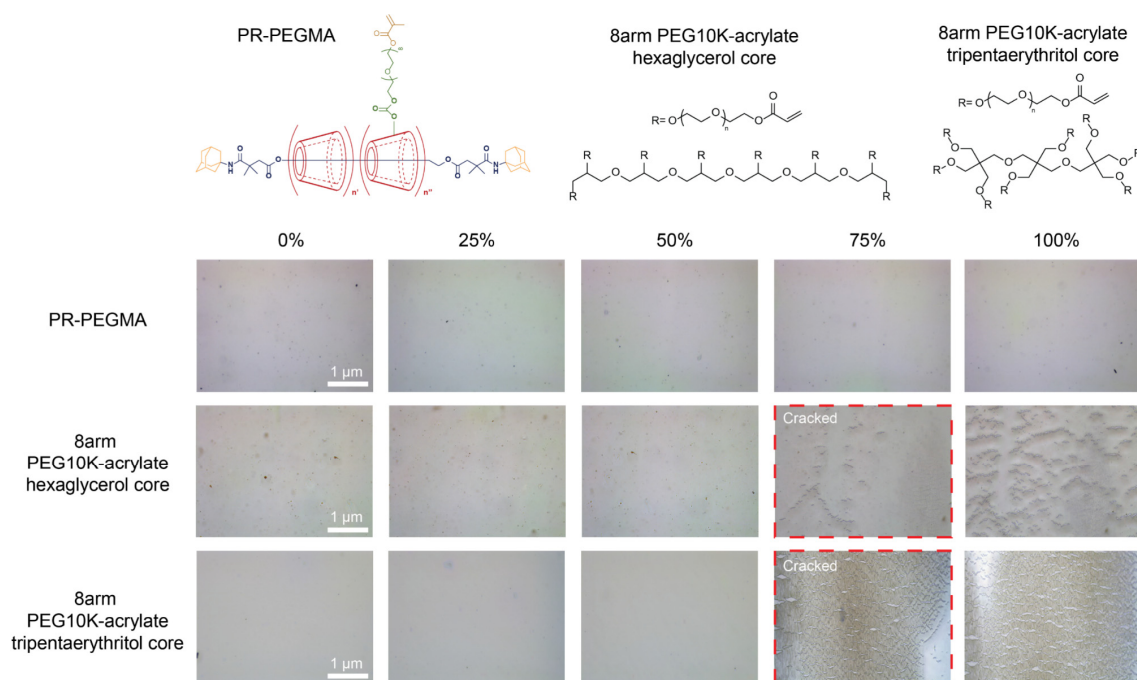 PR-PEGMA
8arm PEG10K-acrylate
hexaglycerol core
8arm PEG10K-acrylate
tripentaerythritol core
0%
25%
50%
75%
100%
PR-PEGMA
1 µm
8arm
PEG10K-acrylate
hexaglycerol core
1 µm
Cracked
8arm
PEG10K-acrylate
tripentaerythritol core
1 µm
Cracked